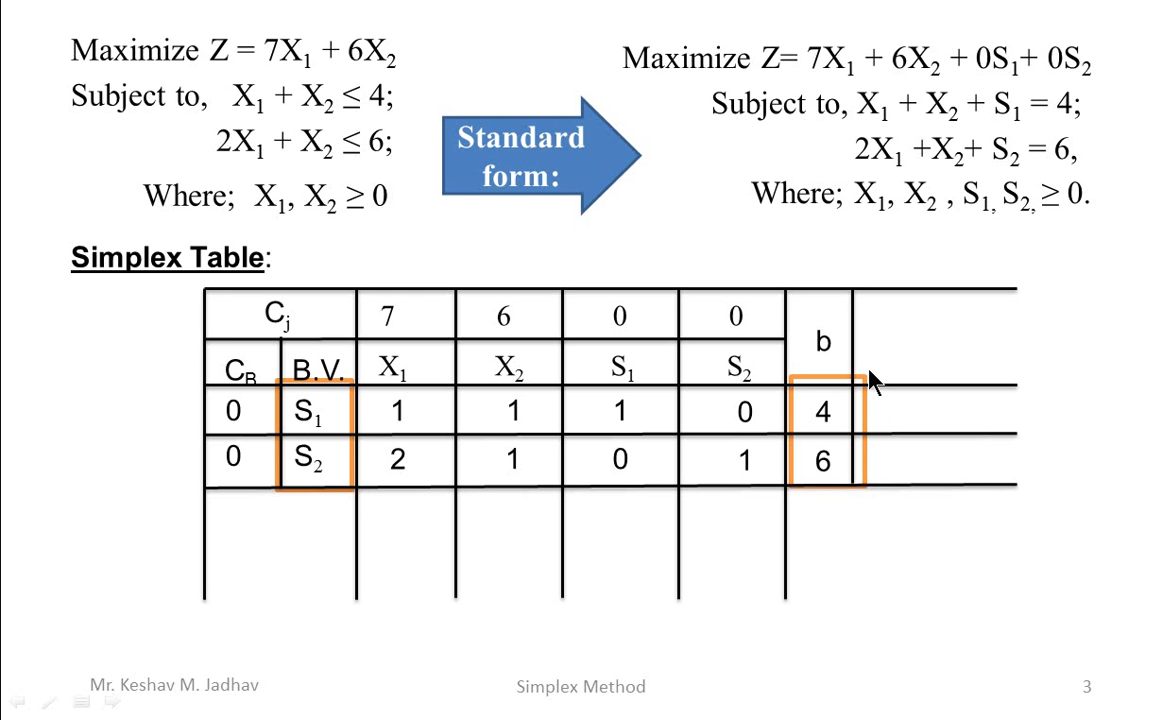 Maximize Z = 7X₁ + 6X₂
Subject to, X₁ + X₂ ≤ 4;
2X₁ + X₂ ≤ 6;
Where; X₁, X₂ ≥ 0
Standard
form:
Maximize Z= 7X₁ + 6X₂ + 0S₁+ 0S₂
Subject to, X₁ + X₂ + S₁ = 4;
2X₁ +X₂+ S₂ = 6,
Where; X₁, X₂ , S₁, S₂, ≥ 0.
Simplex Table:
Cⱼ 7 6 0 0 b
C_B B.V. X₁ X₂ S₁ S₂
0 S₁ 1 1 1 0 4
0 S₂ 2 1 0 1 6
Mr. Keshav M. Jadhav Simplex Method 3